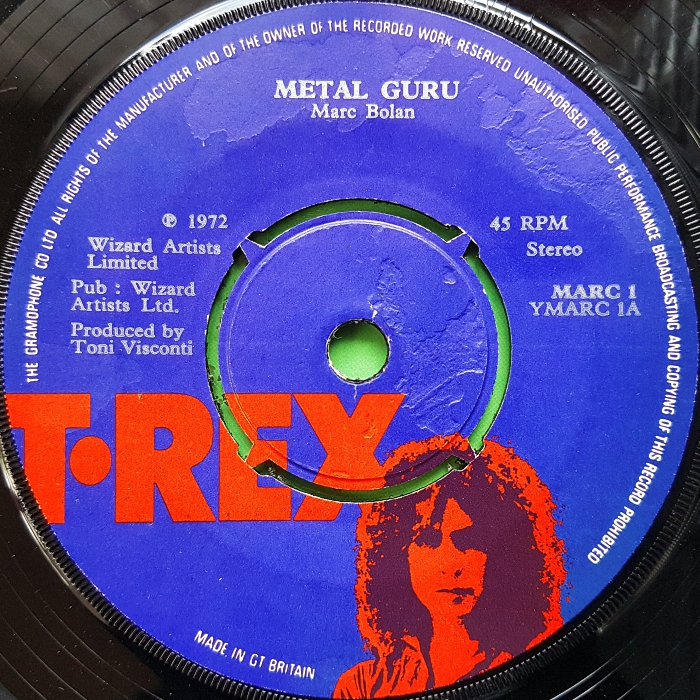 THE GRAMOPHONE CO LTD ALL RIGHTS OF THE MANUFACTURER AND OF THE OWNER OF THE RECORDED WORK RESERVED UNAUTHORISED PUBLIC PERFORMANCE BROADCASTING AND COPYING OF THIS RECORD PROHIBITED
METAL GURU
Marc Bolan
℗ 1972
Wizard Artists
Limited
Pub : Wizard
Artists Ltd.
Produced by
Toni Visconti
45 RPM
Stereo
MARC 1
YMARC 1A
T•REX
MADE IN GT BRITAIN